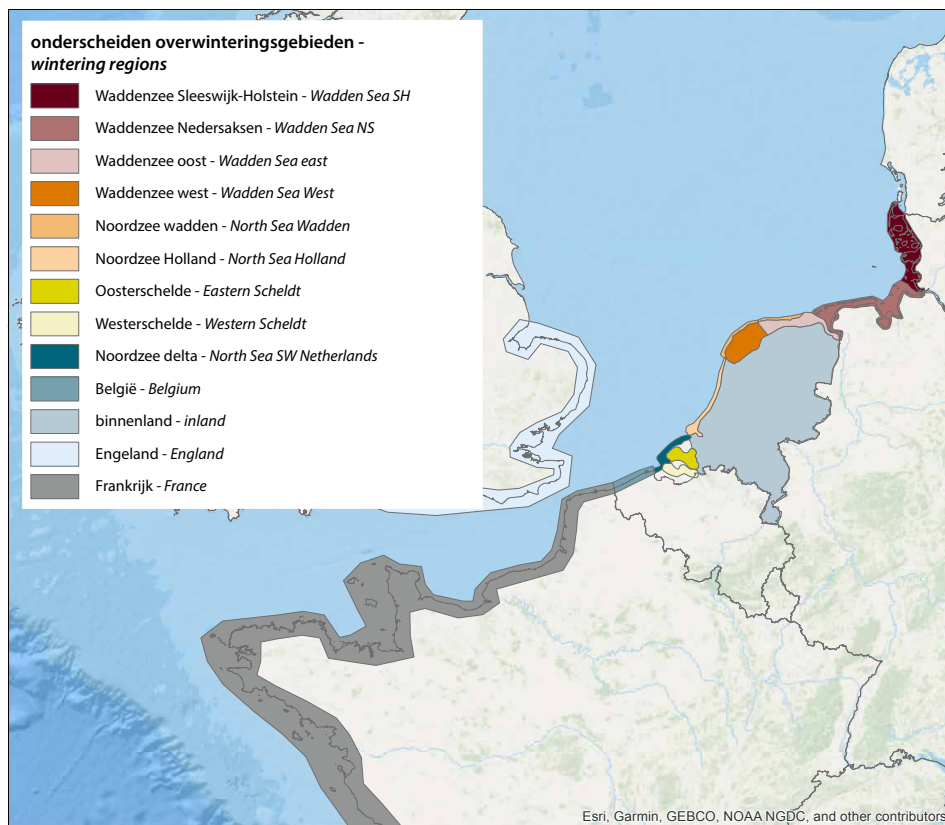 onderscheiden overwinteringsgebieden -
wintering regions
Waddenzee Sleeswijk-Holstein - Wadden Sea SH
Waddenzee Nedersaksen - Wadden Sea NS
Waddenzee oost - Wadden Sea east
Waddenzee west - Wadden Sea West
Noordzee wadden - North Sea Wadden
Noordzee Holland - North Sea Holland
Oosterschelde - Eastern Scheldt
Westerschelde - Western Scheldt
Noordzee delta - North Sea SW Netherlands
België - Belgium
binnenland - inland
Engeland - England
Frankrijk - France
Esri, Garmin, GEBCO, NOAA NGDC, and other contributors